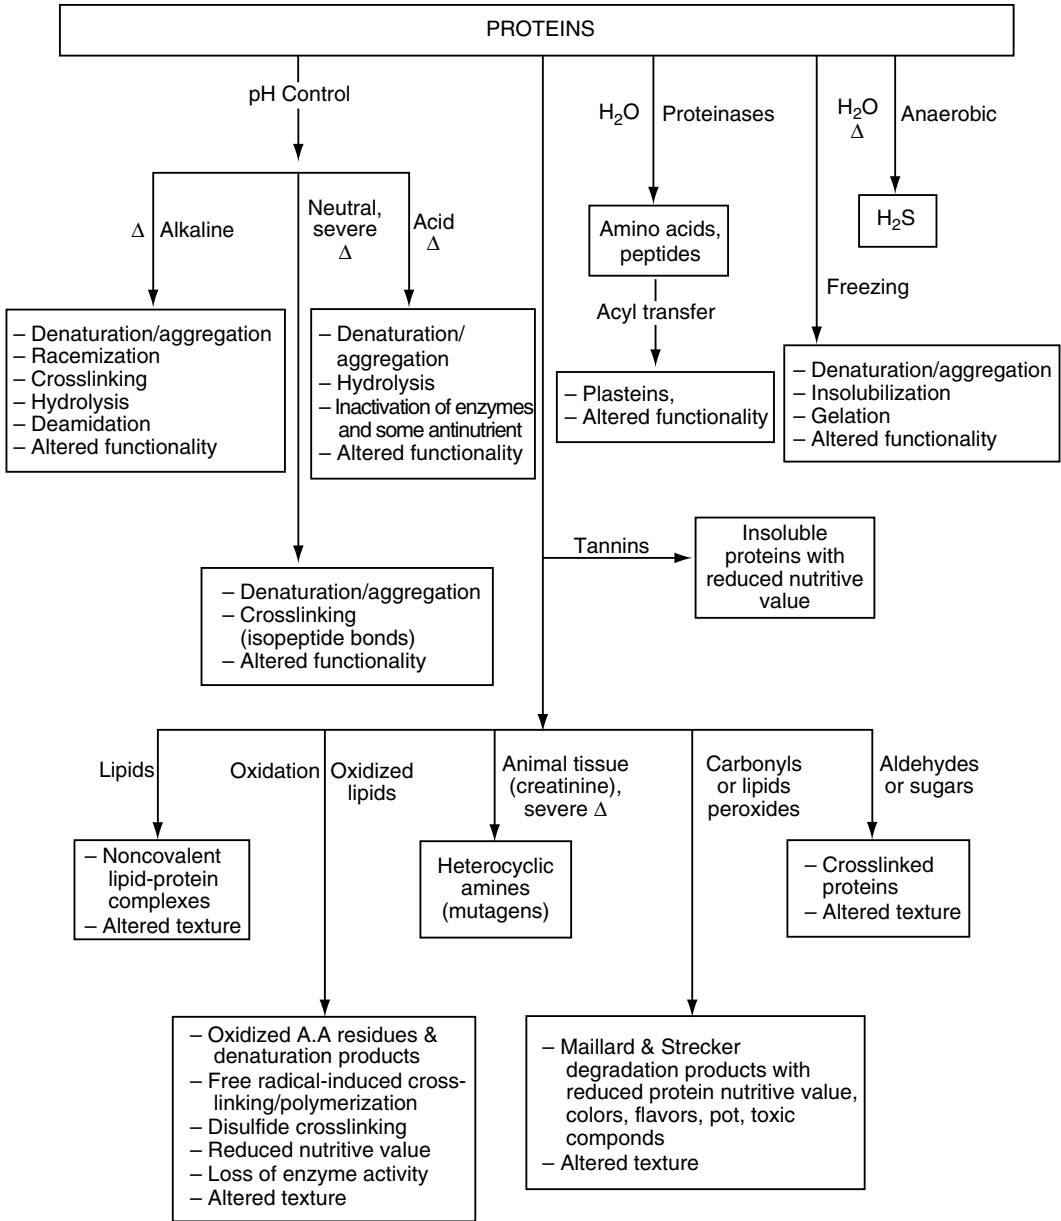 PROTEINS
pH Control
H₂O
Proteinases
H₂O
Δ
Anaerobic
Δ
Alkaline
Neutral,
severe
Δ
Acid
Δ
Amino acids,
peptides
H₂S
Acyl transfer
Freezing
– Denaturation/aggregation
– Racemization
– Crosslinking
– Hydrolysis
– Deamidation
– Altered functionality
– Denaturation/
aggregation
– Hydrolysis
– Inactivation of enzymes
and some antinutrient
– Altered functionality
– Plasteins,
– Altered functionality
– Denaturation/aggregation
– Insolubilization
– Gelation
– Altered functionality
Tannins
Insoluble
proteins with
reduced nutritive
value
– Denaturation/aggregation
– Crosslinking
(isopeptide bonds)
– Altered functionality
Lipids
Oxidation
Oxidized
lipids
Animal tissue
(creatinine),
severe Δ
Carbonyls
or lipids
peroxides
Aldehydes
or sugars
– Noncovalent
lipid-protein
complexes
– Altered texture
Heterocyclic
amines
(mutagens)
– Crosslinked
proteins
– Altered texture
– Oxidized A.A residues &
denaturation products
– Free radical-induced cross-
linking/polymerization
– Disulfide crosslinking
– Reduced nutritive value
– Loss of enzyme activity
– Altered texture
– Maillard & Strecker
degradation products with
reduced protein nutritive value,
colors, flavors, pot, toxic
componds
– Altered texture